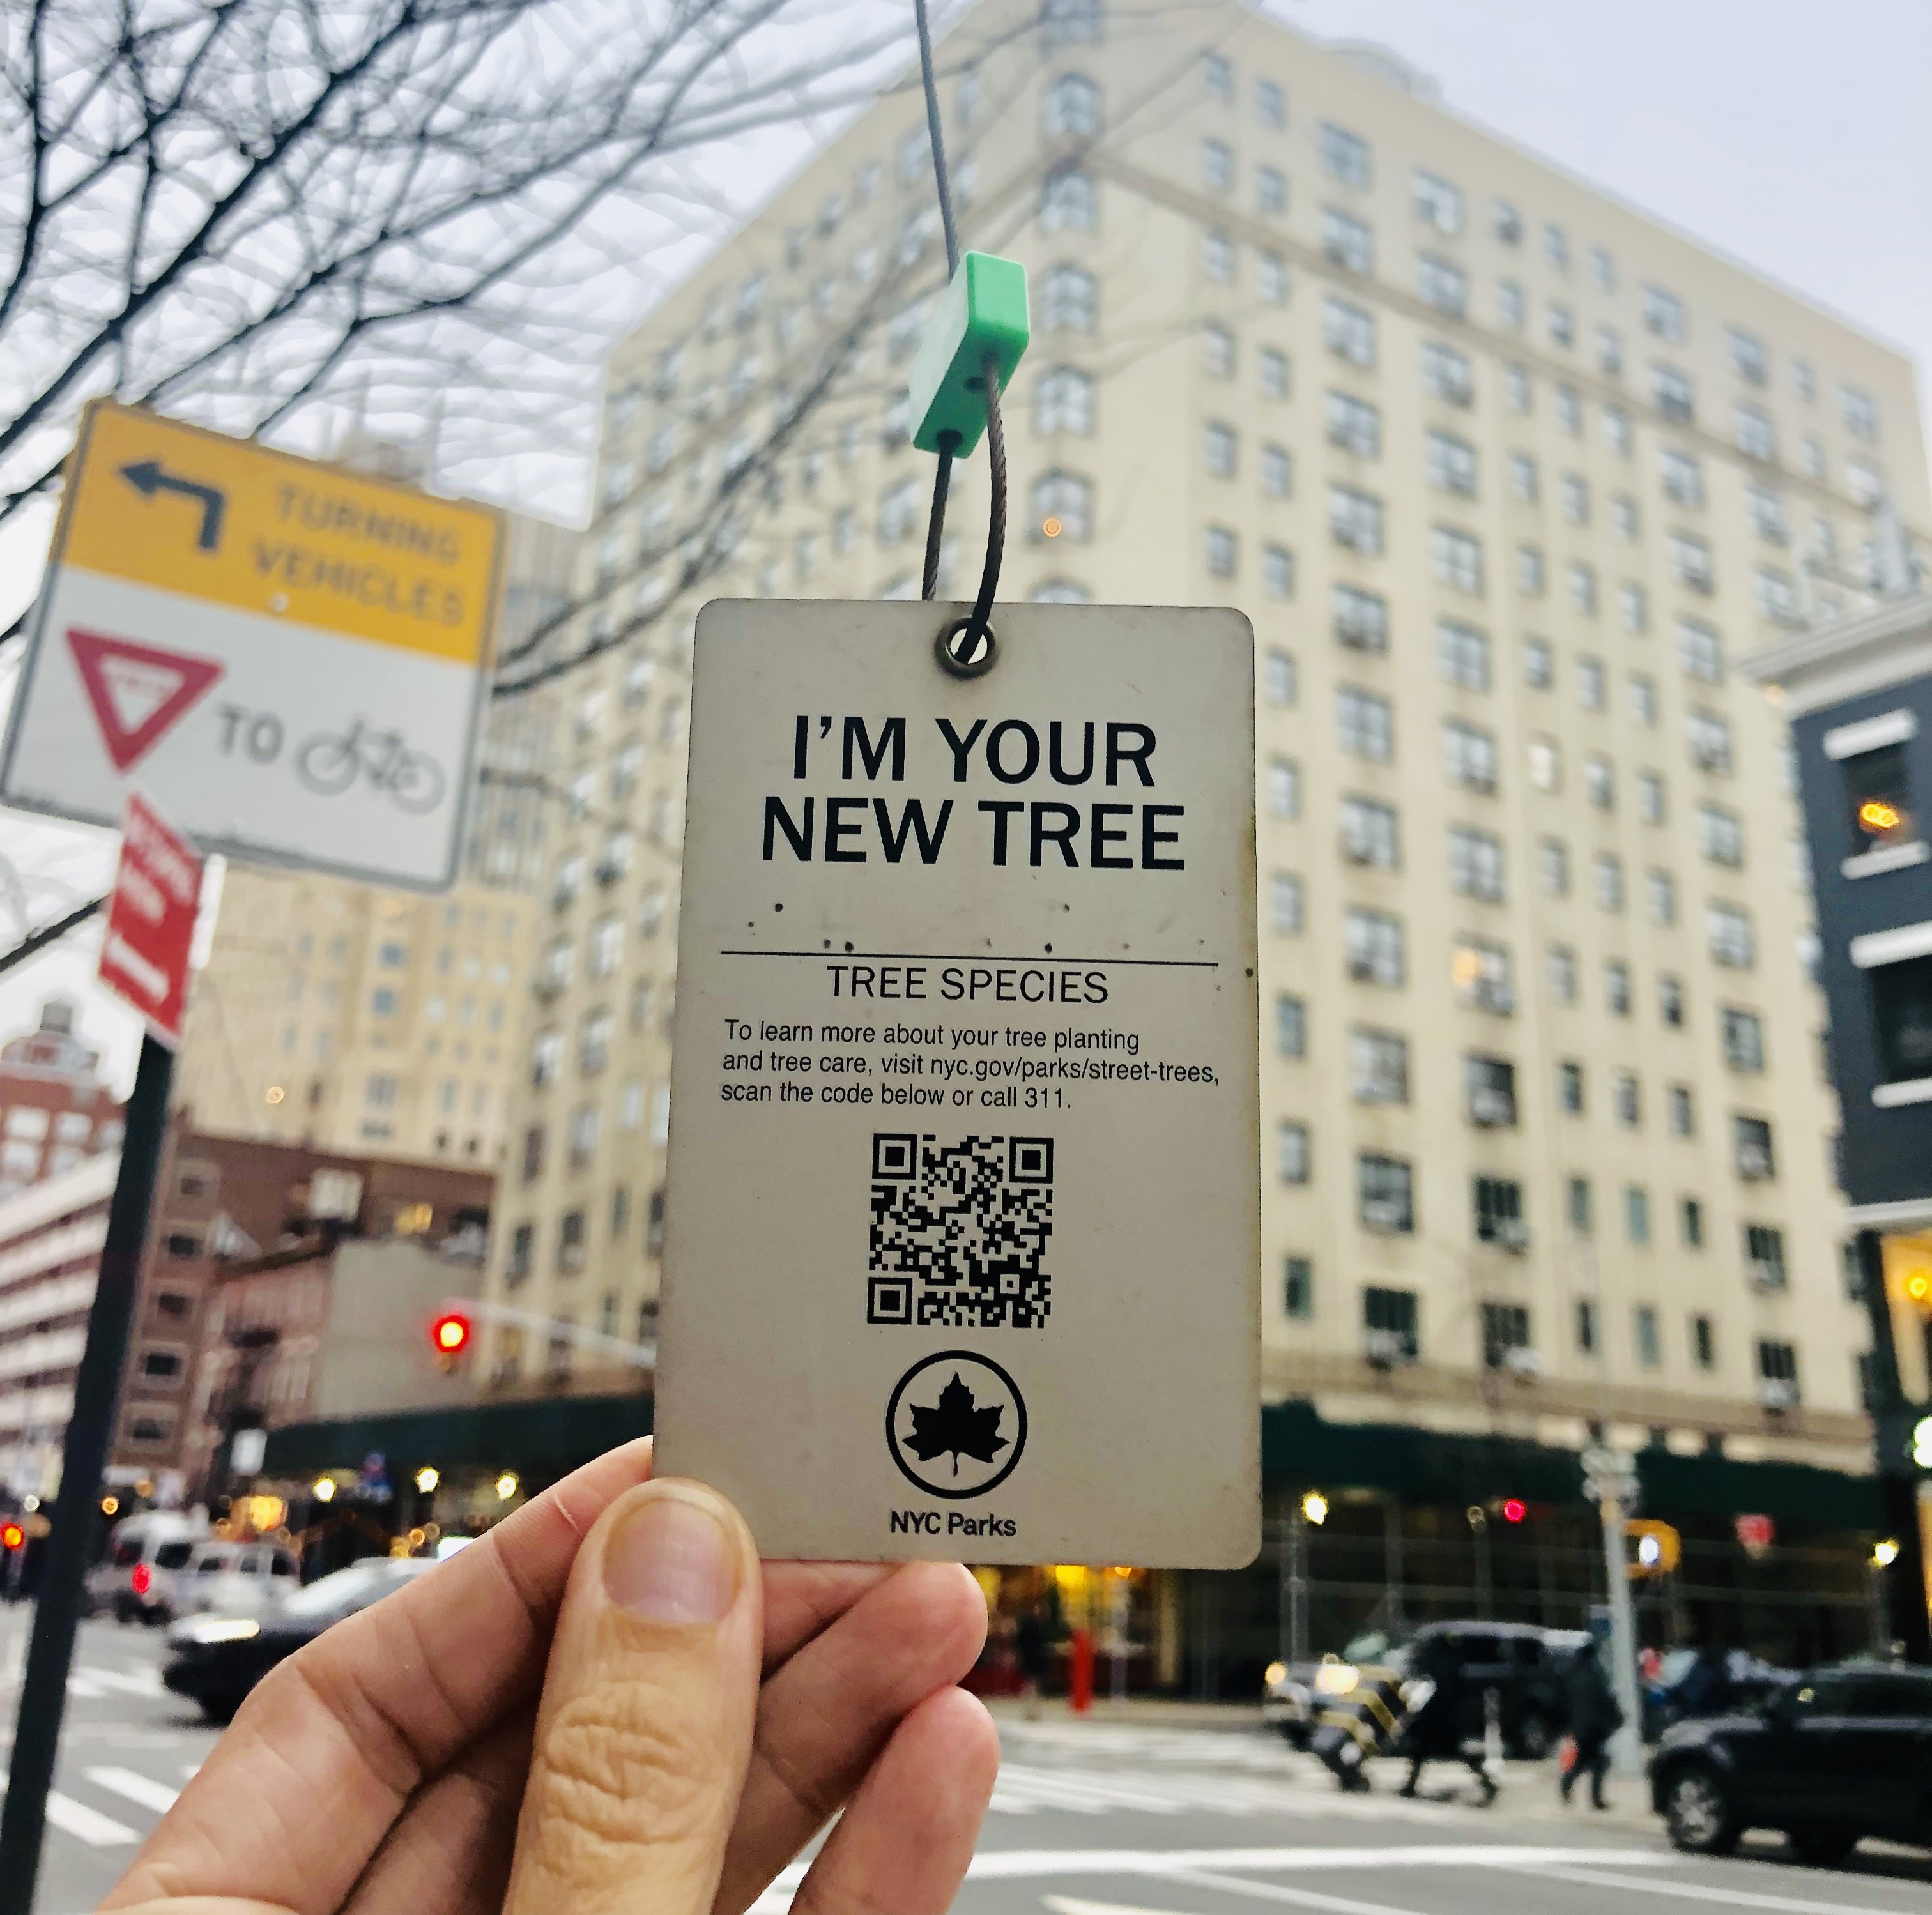 TURNING
VEHICLES
TO
I'M YOUR
NEW TREE
TREE SPECIES
To learn more about your tree planting
and tree care, visit nyc.gov/parks/street-trees,
scan the code below or call 311.
NYC Parks